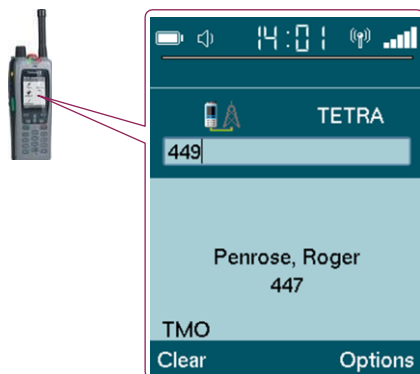 14:01
TETRA
449
Penrose, Roger
447
TMO
Clear Options